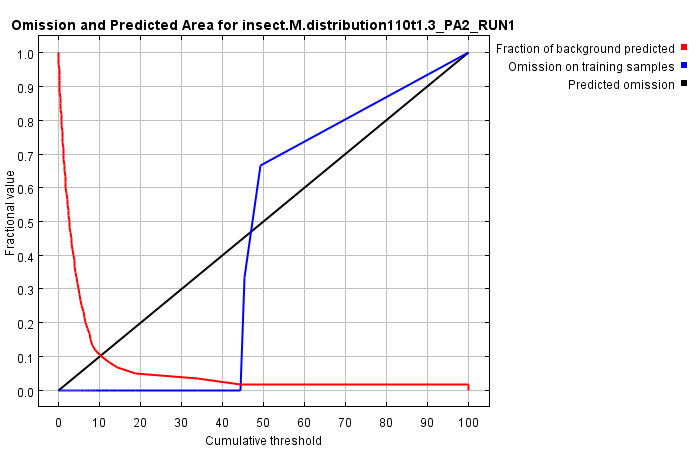 Omission and Predicted Area for insect.M.distribution110t1.3_PA2_RUN1
Fraction of background predicted
Omission on training samples
Predicted omission
1.0
0.9
0.8
0.7
0.6
0.5
0.4
0.3
0.2
0.1
0.0
Fractional value
0 10 20 30 40 50 60 70 80 90 100
Cumulative threshold